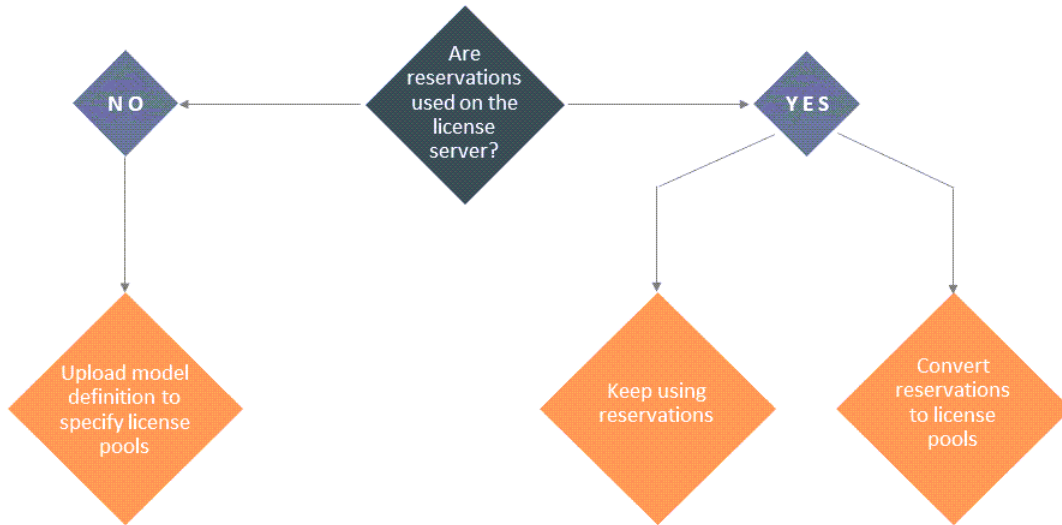 Are
reservations
used on the
license
server?
NO
YES
Upload model
definition to
specify license
pools
Keep using
reservations
Convert
reservations
to license
pools